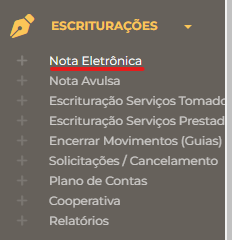 ESCRITURAÇÕES
Nota Eletrônica
Nota Avulsa
Escrituração Serviços Tomado
Escrituração Serviços Prestad
Encerrar Movimentos (Guias)
Solicitações / Cancelamento
Plano de Contas
Cooperativa
Relatórios